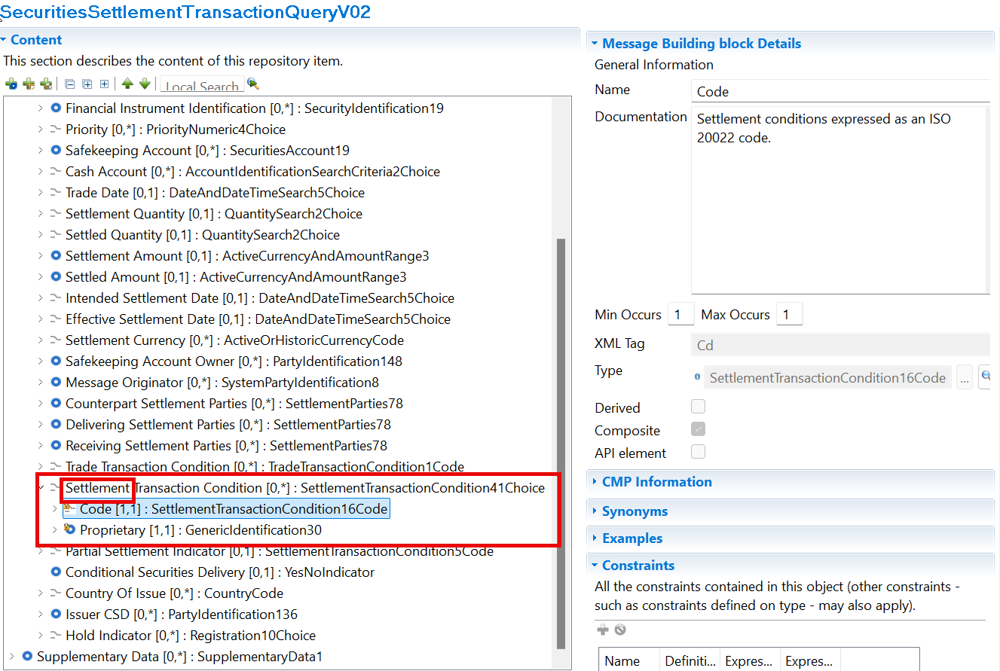 SecuritiesSettlementTransactionQueryV02
Content
This section describes the content of this repository item.
Local Search
Financial Instrument Identification [0,*] : SecurityIdentification19
Priority [0,*] : PriorityNumeric4Choice
Safekeeping Account [0,*] : SecuritiesAccount19
Cash Account [0,*] : AccountIdentificationSearchCriteria2Choice
Trade Date [0,1] : DateAndDateTimeSearch5Choice
Settlement Quantity [0,1] : QuantitySearch2Choice
Settled Quantity [0,1] : QuantitySearch2Choice
Settlement Amount [0,1] : ActiveCurrencyAndAmountRange3
Settled Amount [0,1] : ActiveCurrencyAndAmountRange3
Intended Settlement Date [0,1] : DateAndDateTimeSearch5Choice
Effective Settlement Date [0,1] : DateAndDateTimeSearch5Choice
Settlement Currency [0,*] : ActiveOrHistoricCurrencyCode
Safekeeping Account Owner [0,*] : PartyIdentification148
Message Originator [0,*] : SystemPartyIdentification8
Counterpart Settlement Parties [0,*] : SettlementParties78
Delivering Settlement Parties [0,*] : SettlementParties78
Receiving Settlement Parties [0,*] : SettlementParties78
Trade Transaction Condition [0,*] : TradeTransactionCondition1Code
Settlement Transaction Condition [0,*] : SettlementTransactionCondition41Choice
Code [1,1] : SettlementTransactionCondition16Code
Proprietary [1,1] : GenericIdentification30
Partial Settlement Indicator [0,1] : SettlementTransactionCondition5Code
Conditional Securities Delivery [0,1] : YesNoIndicator
Country Of Issue [0,*] : CountryCode
Issuer CSD [0,*] : PartyIdentification136
Hold Indicator [0,*] : Registration10Choice
Supplementary Data [0,*] : SupplementaryData1
Message Building block Details
General Information
Name
Code
Documentation
Settlement conditions expressed as an ISO
20022 code.
Min Occurs 1 Max Occurs 1
XML Tag
Cd
Type
SettlementTransactionCondition16Code
...
Derived
Composite
API element
CMP Information
Synonyms
Examples
Constraints
All the constraints contained in this object (other constraints -
such as constraints defined on type - may also apply).
Name Definiti... Expres... Expres...